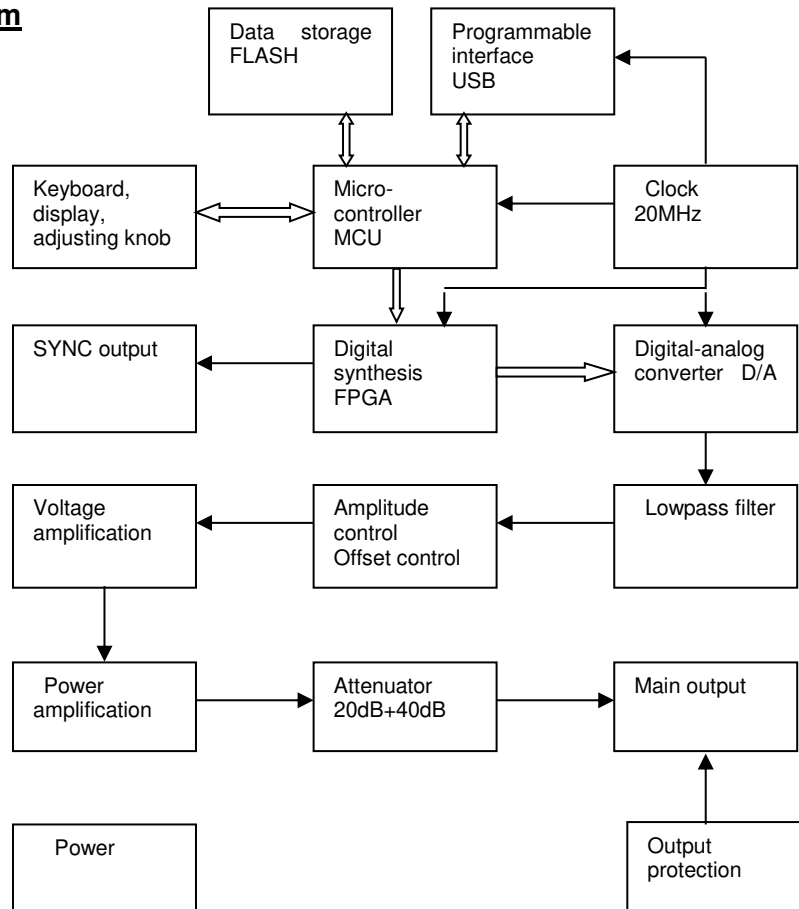 m
Data storage
FLASH
Programmable
interface
USB
Keyboard,
display,
adjusting knob
Micro-
controller
MCU
Clock
20MHz
SYNC output
Digital
synthesis
FPGA
Digital-analog
converter D/A
Voltage
amplification
Amplitude
control
Offset control
Lowpass filter
Power
amplification
Attenuator
20dB+40dB
Main output
Power
Output
protection